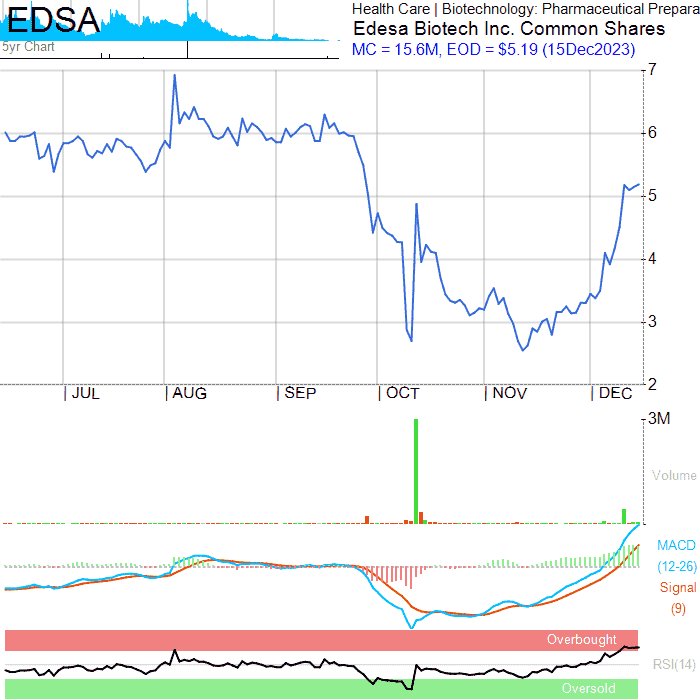 EDSA
5yr Chart
Health Care | Biotechnology: Pharmaceutical Prepara
Edesa Biotech Inc. Common Shares
MC = 15.6M, EOD = $5.19 (15Dec2023)
7
6
5
4
3
2
JUL AUG SEP OCT NOV DEC
3M
Volume
MACD
(12-26)
Signal
(9)
Overbought
RSI(14)
Oversold